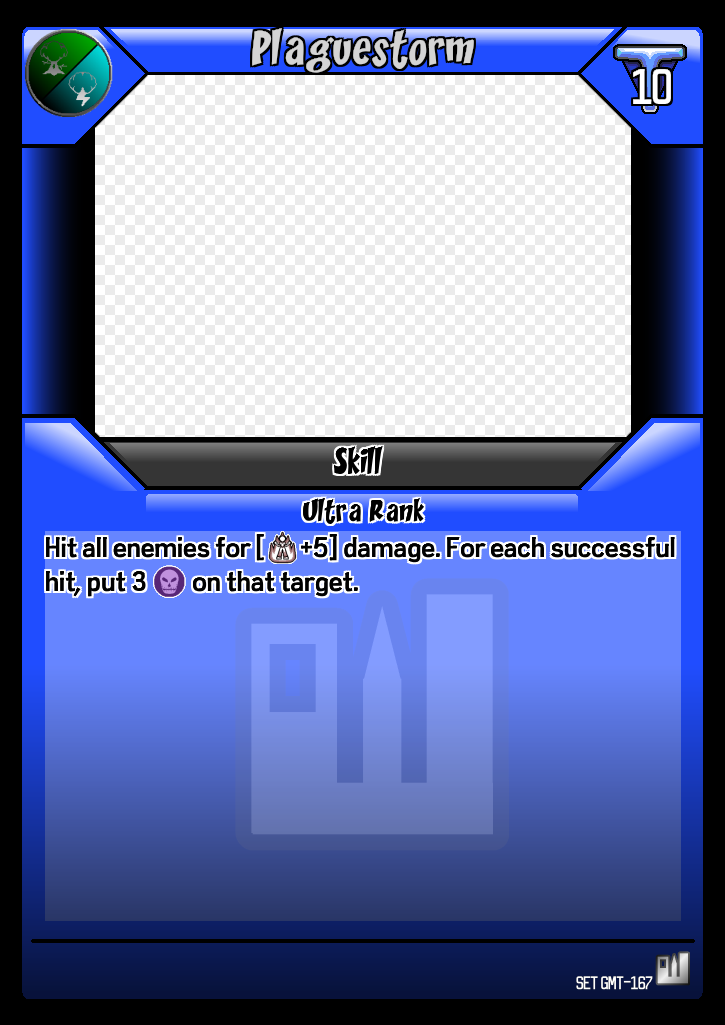 Plaguestorm
10
Skill
Ultra Rank
Hit all enemies for [ +5] damage. For each successful
hit, put 3 on that target.
SET GMT-167